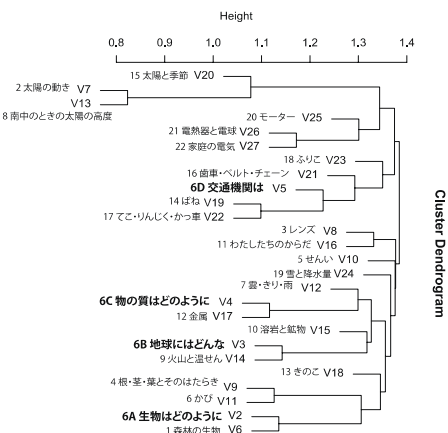 Height
0.8 0.9 1.0 1.1 1.2 1.3 1.4
15 太陽と季節 V20
2 太陽の動き V7
V13
8 南中のときの太陽の高度
20 モーター V25
21 電熱器と電球 V26
22 家庭の電気 V27
18 ふりこ V23
16 歯車・ベルト・チェーン V21
6D 交通機関は V5
14 ばね V19
17 てこ・りんじく・かっ車 V22
3 レンズ V8
11 わたしたちのからだ V16
5 せんい V10
19 雪と降水量 V24
7 雲・きり・雨 V12
6C 物の質はどのように V4
12 金属 V17
10 溶岩と鉱物 V15
6B 地球にはどんな V3
9 火山と温せん V14
13 きのこ V18
4 根・茎・葉とそのはたらき
V9
6 かび V11
6A 生物はどのように V2
1 森林の生物 V6
Cluster Dendrogram